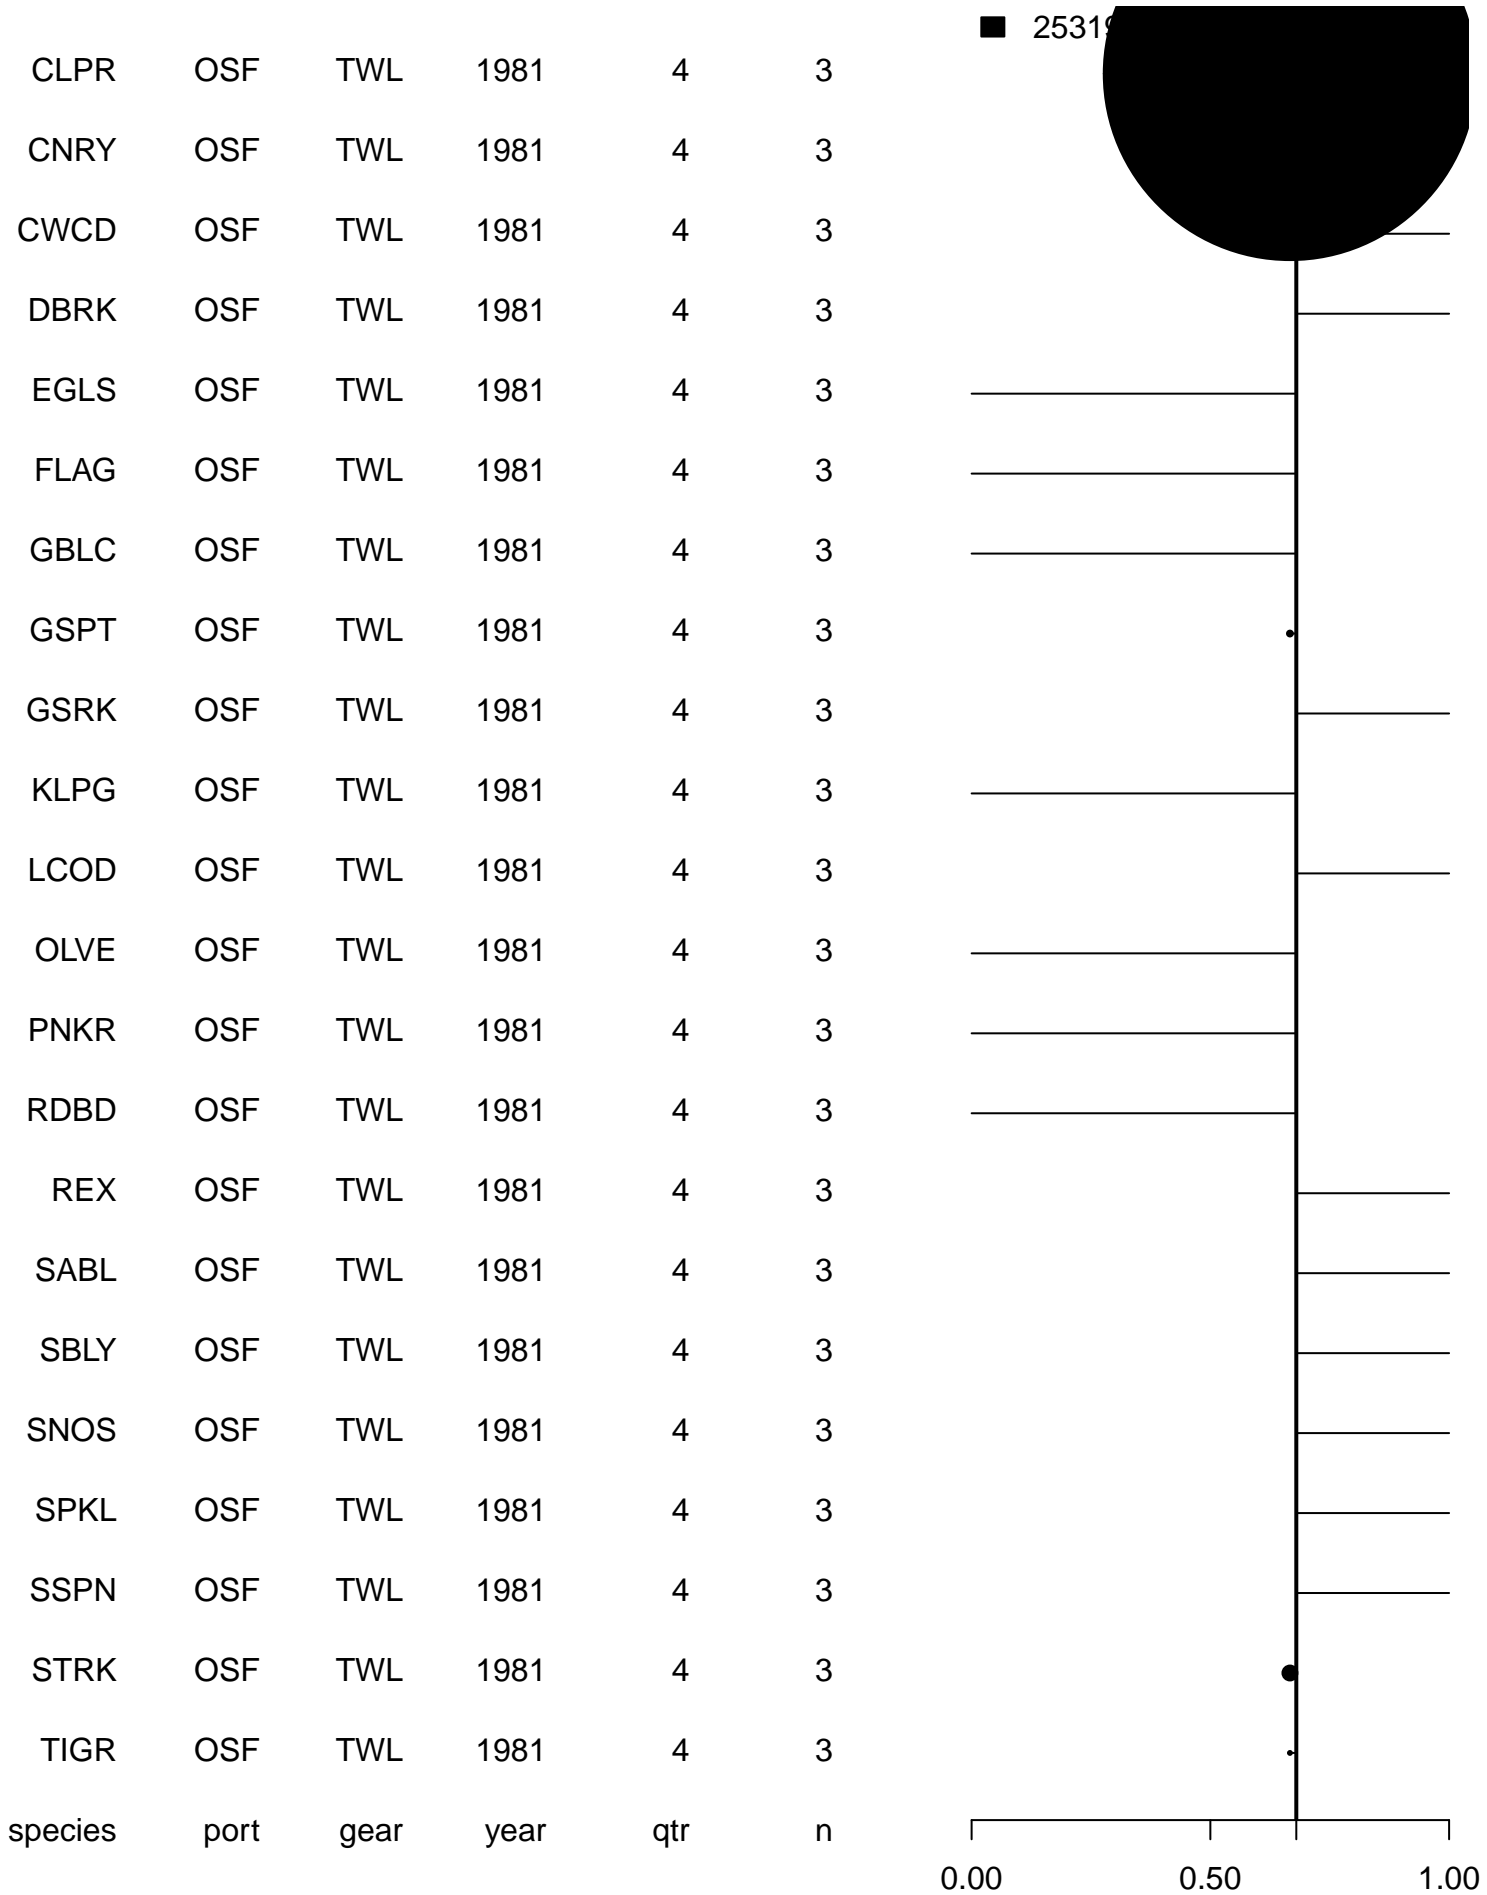 25319
CLPR OSF TWL 1981 4 3
CNRY OSF TWL 1981 4 3
CWCD OSF TWL 1981 4 3
DBRK OSF TWL 1981 4 3
EGLS OSF TWL 1981 4 3
FLAG OSF TWL 1981 4 3
GBLC OSF TWL 1981 4 3
GSPT OSF TWL 1981 4 3
GSRK OSF TWL 1981 4 3
KLPG OSF TWL 1981 4 3
LCOD OSF TWL 1981 4 3
OLVE OSF TWL 1981 4 3
PNKR OSF TWL 1981 4 3
RDBD OSF TWL 1981 4 3
REX OSF TWL 1981 4 3
SABL OSF TWL 1981 4 3
SBLY OSF TWL 1981 4 3
SNOS OSF TWL 1981 4 3
SPKL OSF TWL 1981 4 3
SSPN OSF TWL 1981 4 3
STRK OSF TWL 1981 4 3
TIGR OSF TWL 1981 4 3
species port gear year qtr n
0.00 0.50 1.00